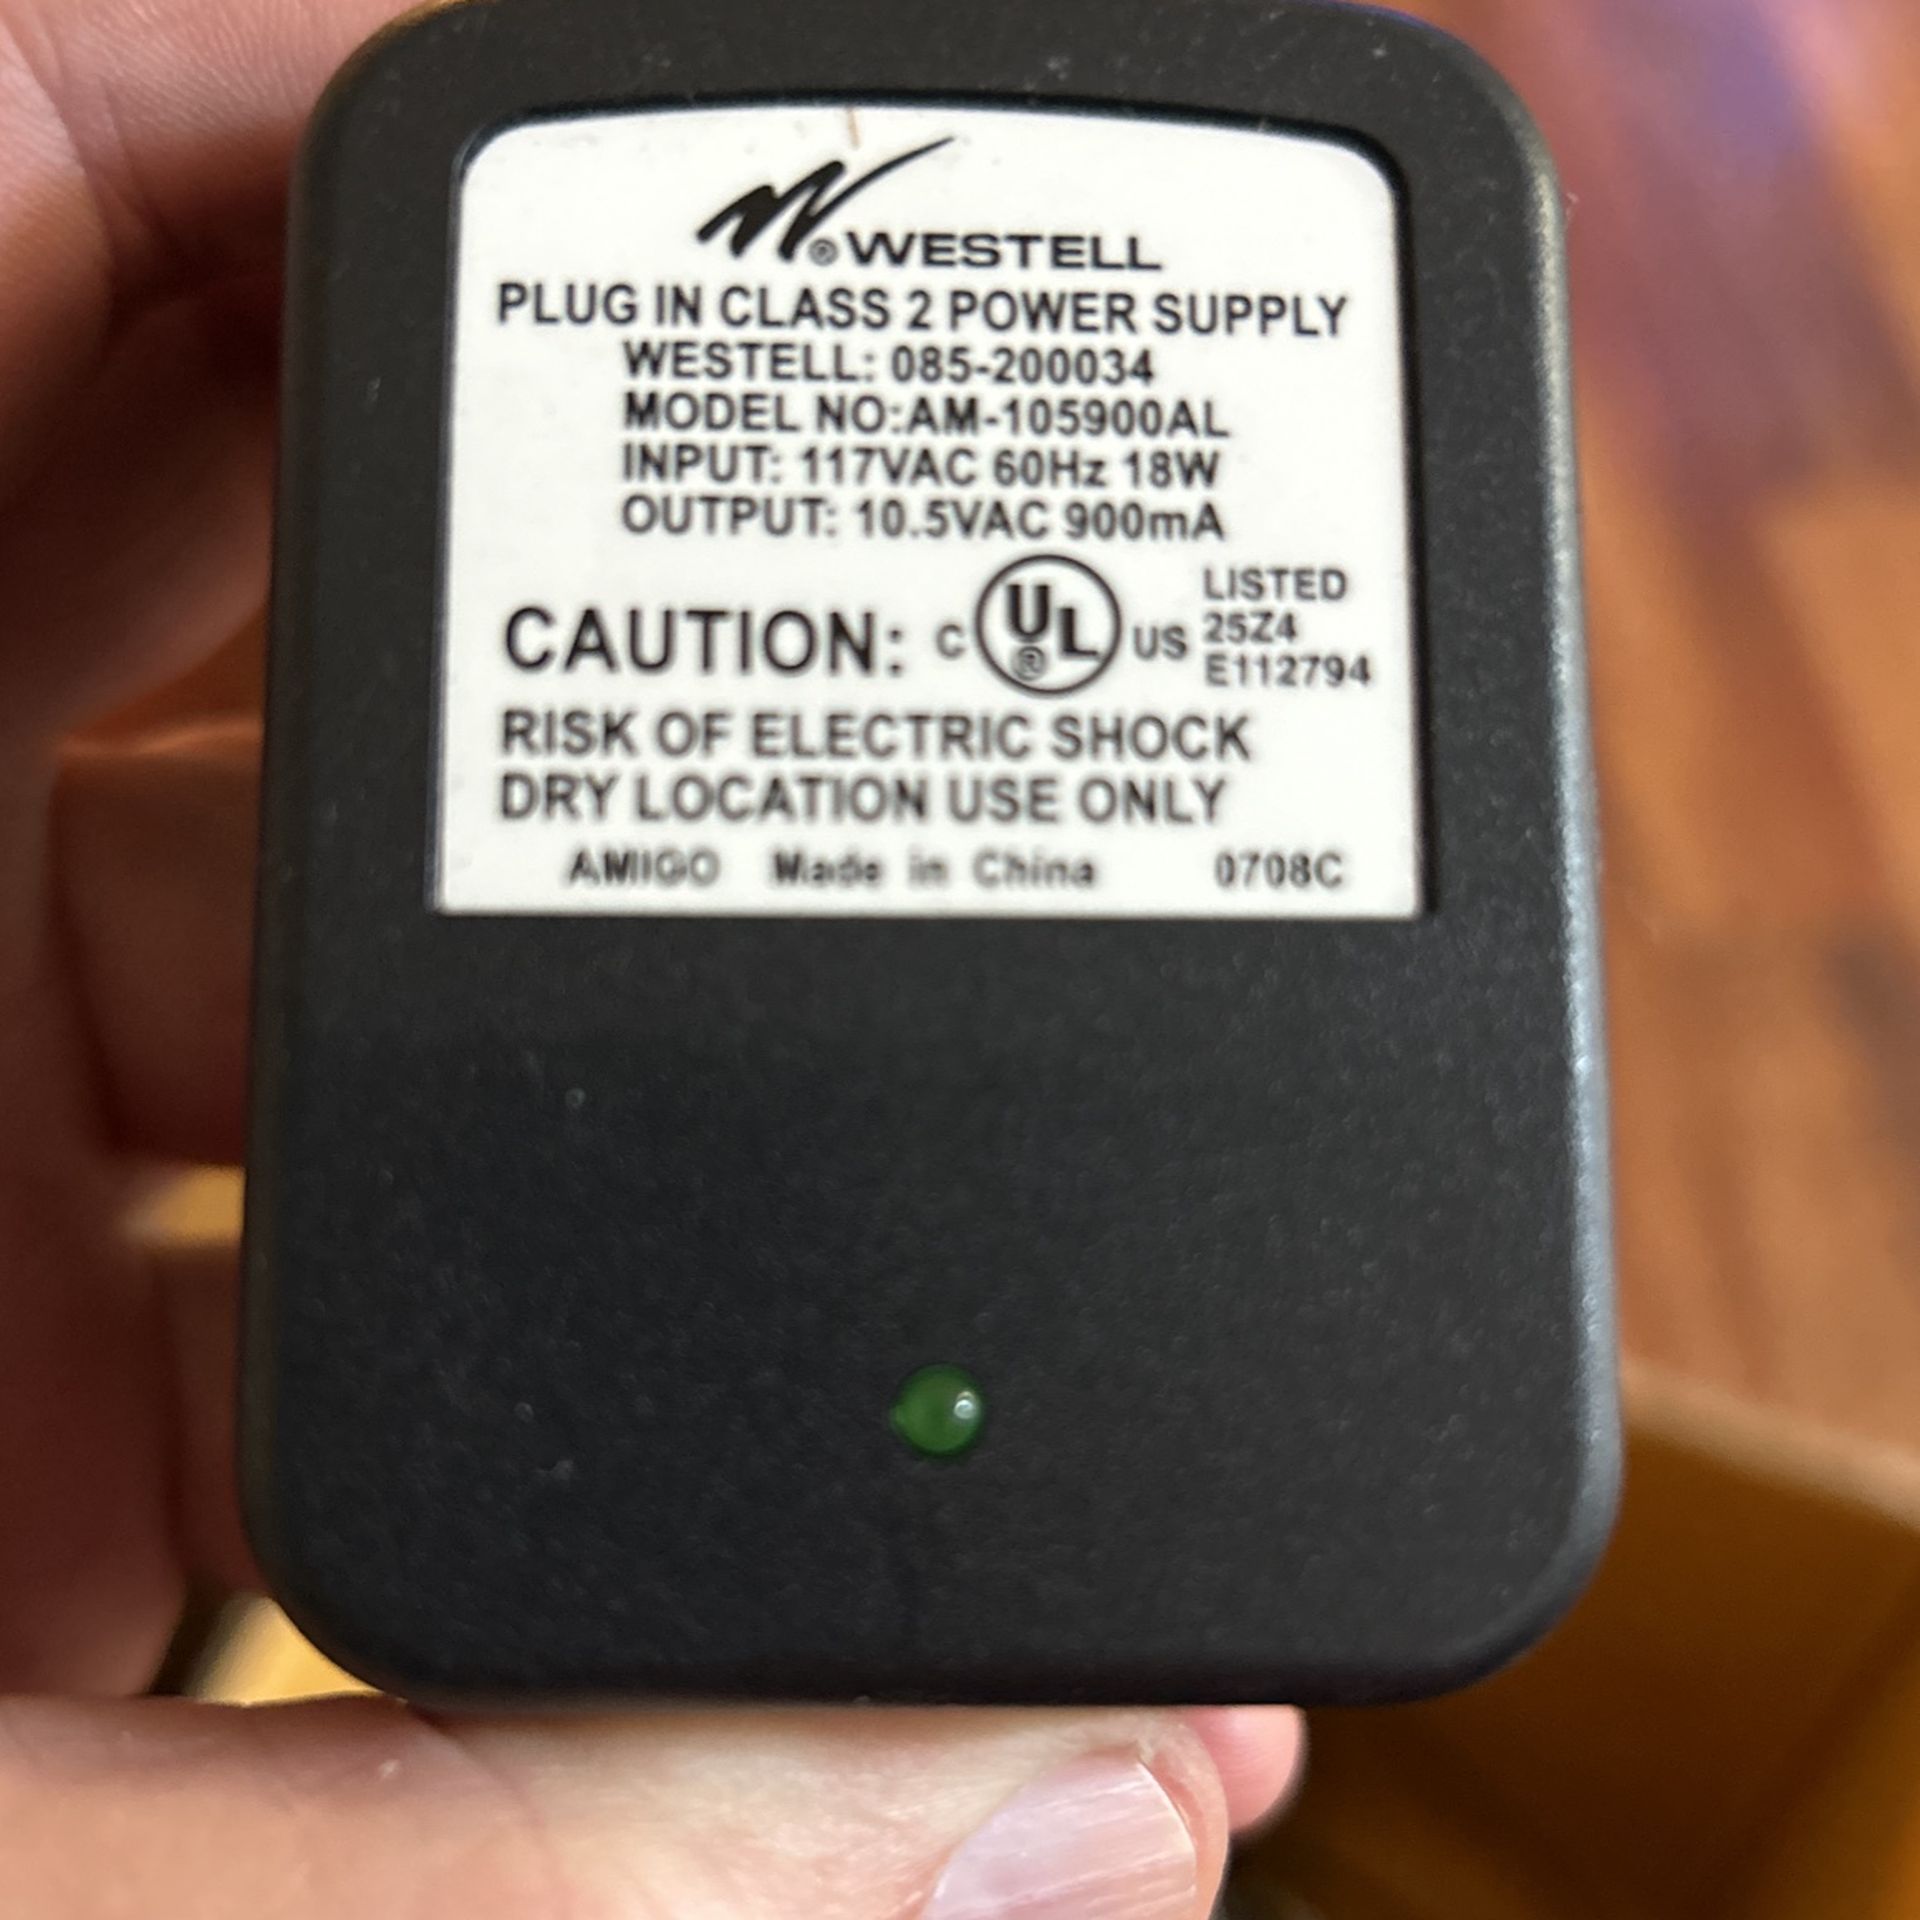 ® WESTELL
PLUG IN CLASS 2 POWER SUPPLY
WESTELL: 085-200034
MODEL NO:AM-105900AL
INPUT: 117VAC 60Hz 18W
OUTPUT: 10.5VAC 900mA
CAUTION: C UL® US LISTED
25Z4
E112794
RISK OF ELECTRIC SHOCK
DRY LOCATION USE ONLY
AMIGO Made in China 0708C